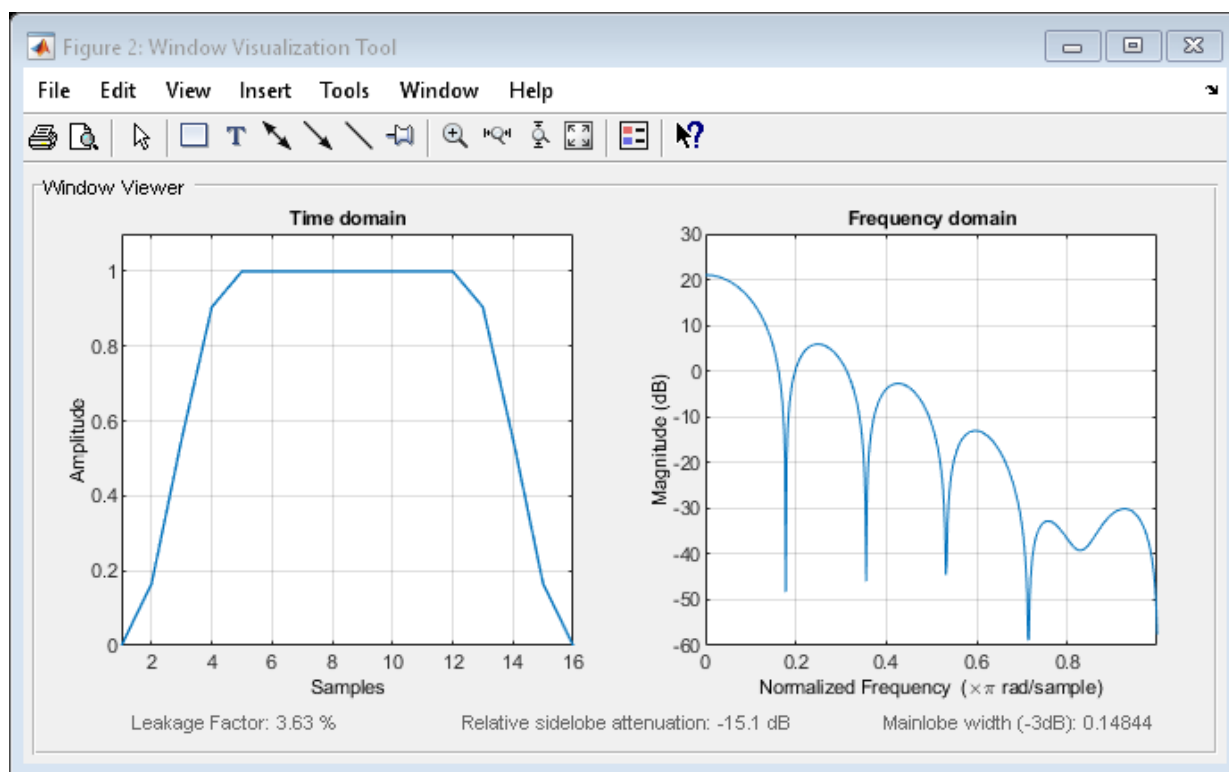 Figure 2: Window Visualization Tool
File Edit View Insert Tools Window Help
Window Viewer
Time domain
Amplitude
1
0.8
0.6
0.4
0.2
0
2 4 6 8 10 12 14 16
Samples
Frequency domain
Magnitude (dB)
30
20
10
0
-10
-20
-30
-40
-50
-60
0 0.2 0.4 0.6 0.8
Normalized Frequency (×π rad/sample)
Leakage Factor: 3.63 % Relative sidelobe attenuation: -15.1 dB Mainlobe width (-3dB): 0.14844